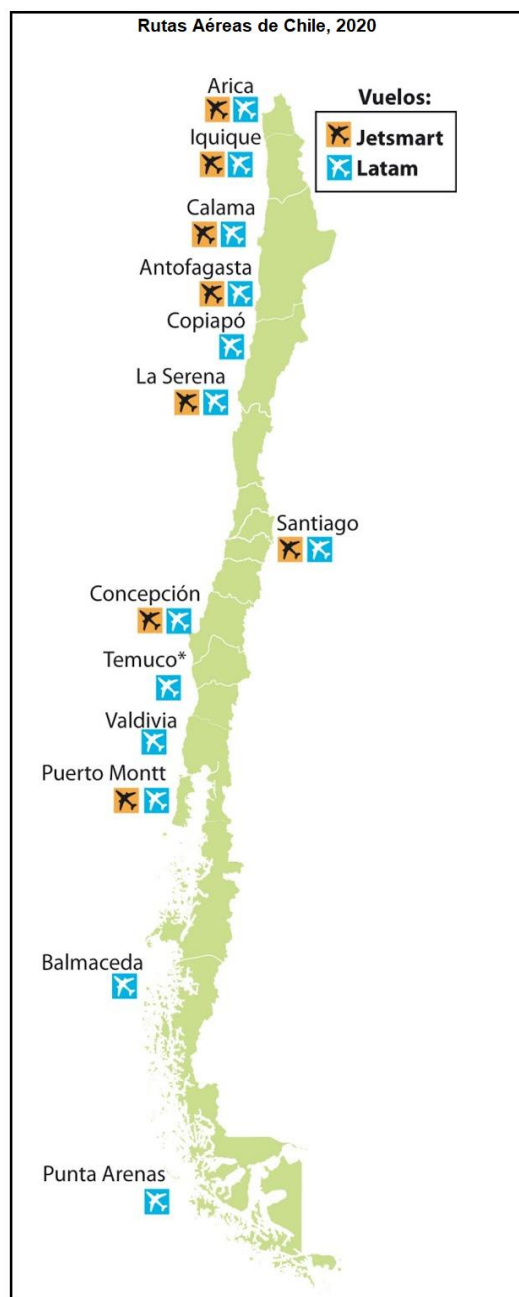 Rutas Aéreas de Chile, 2020
Vuelos:
Jetsmart
Latam
Arica
Iquique
Calama
Antofagasta
Copiapó
La Serena
Santiago
Concepción
Temuco*
Valdivia
Puerto Montt
Balmaceda
Punta Arenas